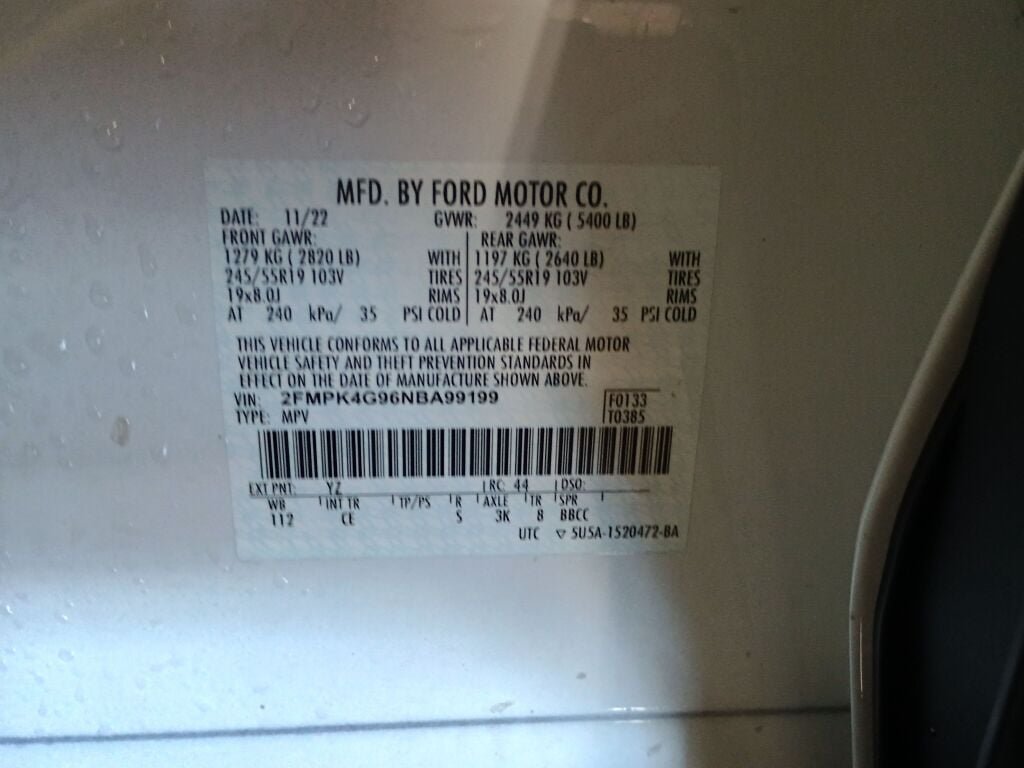 MFD. BY FORD MOTOR CO.
DATE: 11/22 GVWR: 2449 KG ( 5400 LB)
FRONT GAWR: REAR GAWR:
1279 KG ( 2820 LB) WITH 1197 KG ( 2640 LB) WITH
245/55R19 103V TIRES 245/55R19 103V TIRES
19x8.0J RIMS 19x8.0J RIMS
AT 240 kPa/ 35 PSI COLD AT 240 kPa/ 35 PSI COLD
THIS VEHICLE CONFORMS TO ALL APPLICABLE FEDERAL MOTOR
VEHICLE SAFETY AND THEFT PREVENTION STANDARDS IN
EFFECT ON THE DATE OF MANUFACTURE SHOWN ABOVE.
VIN: 2FMPK4G96NBA99199 F0133
TYPE: MPV T0385
EXT PNT: YZ RC: 44 DSO:
WB INT TR TP/PS R AXLE TR SPR
112 CE S 3K 8 BBCC
UTC ▽ 5U5A-1520472-BA